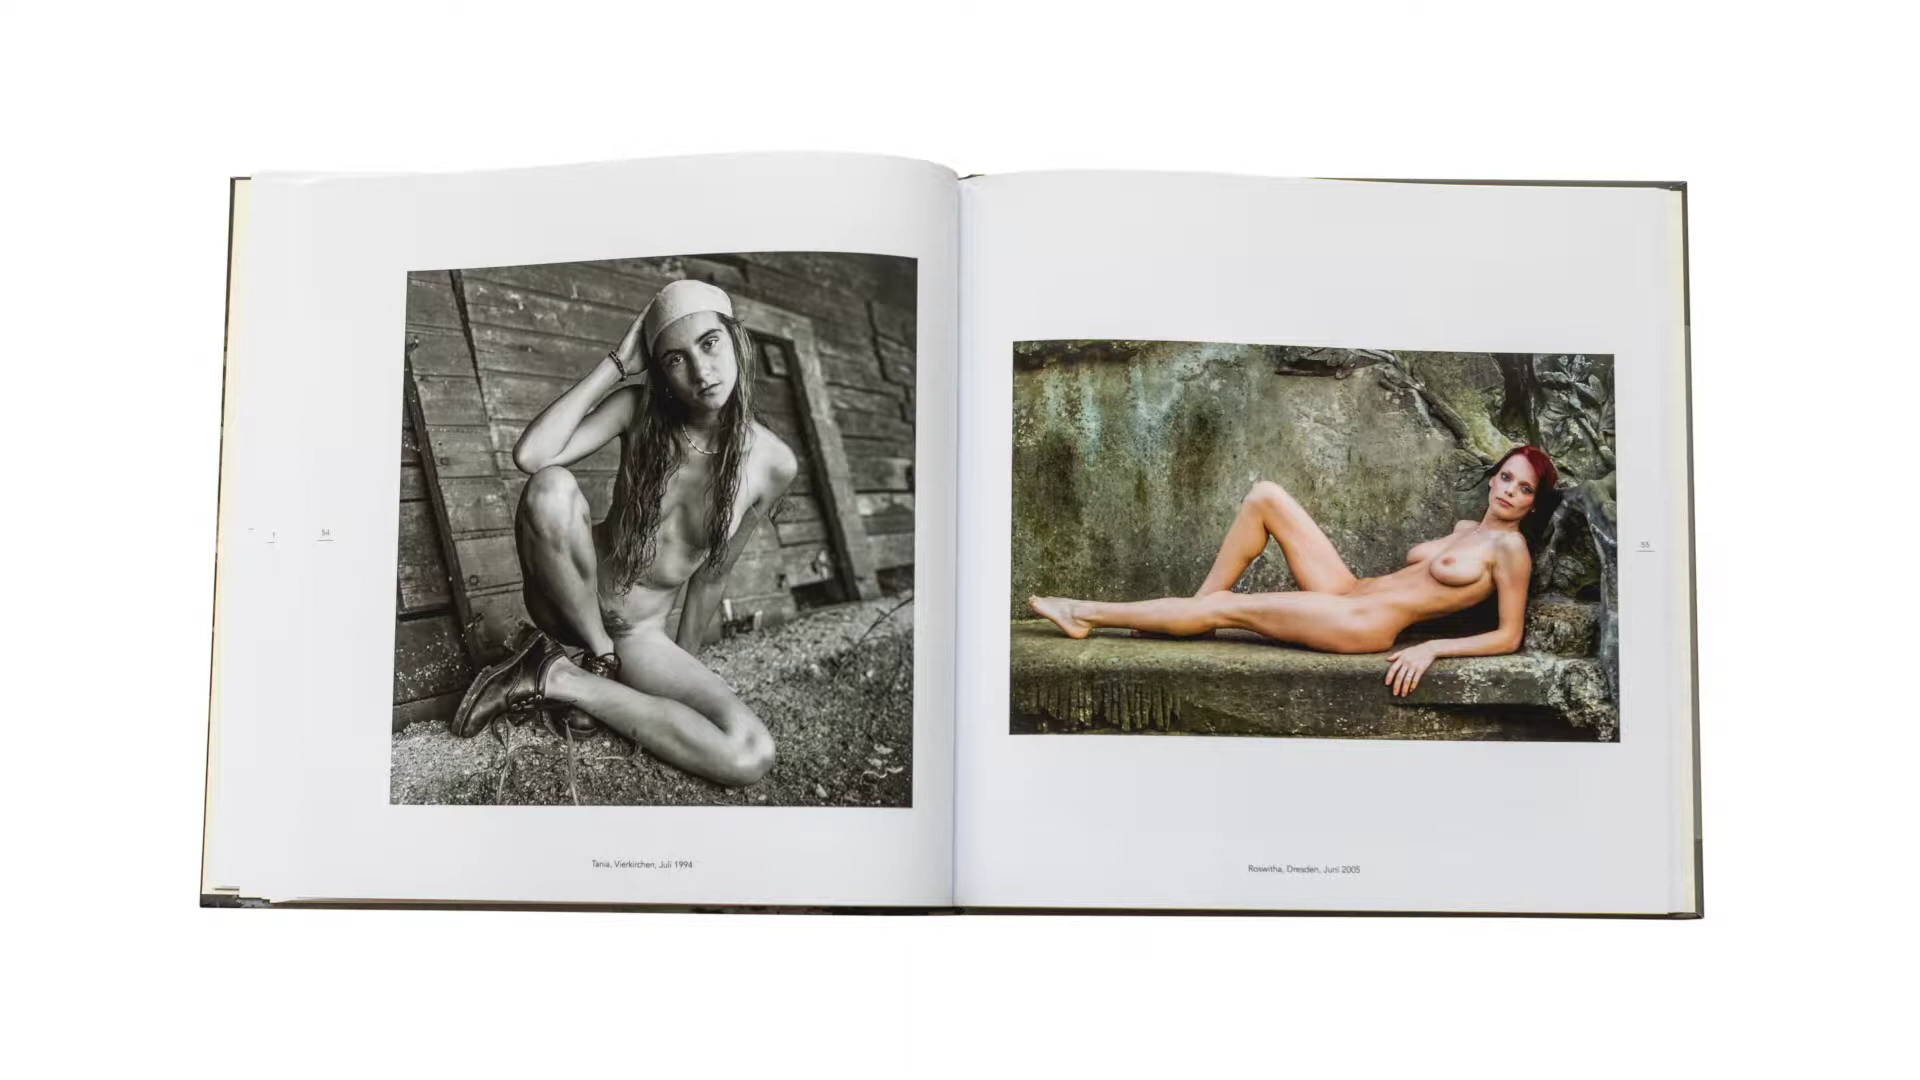 54
Tania, Vierkirchen, Juli 1994
55
Roswitha, Dresden, Juni 2005